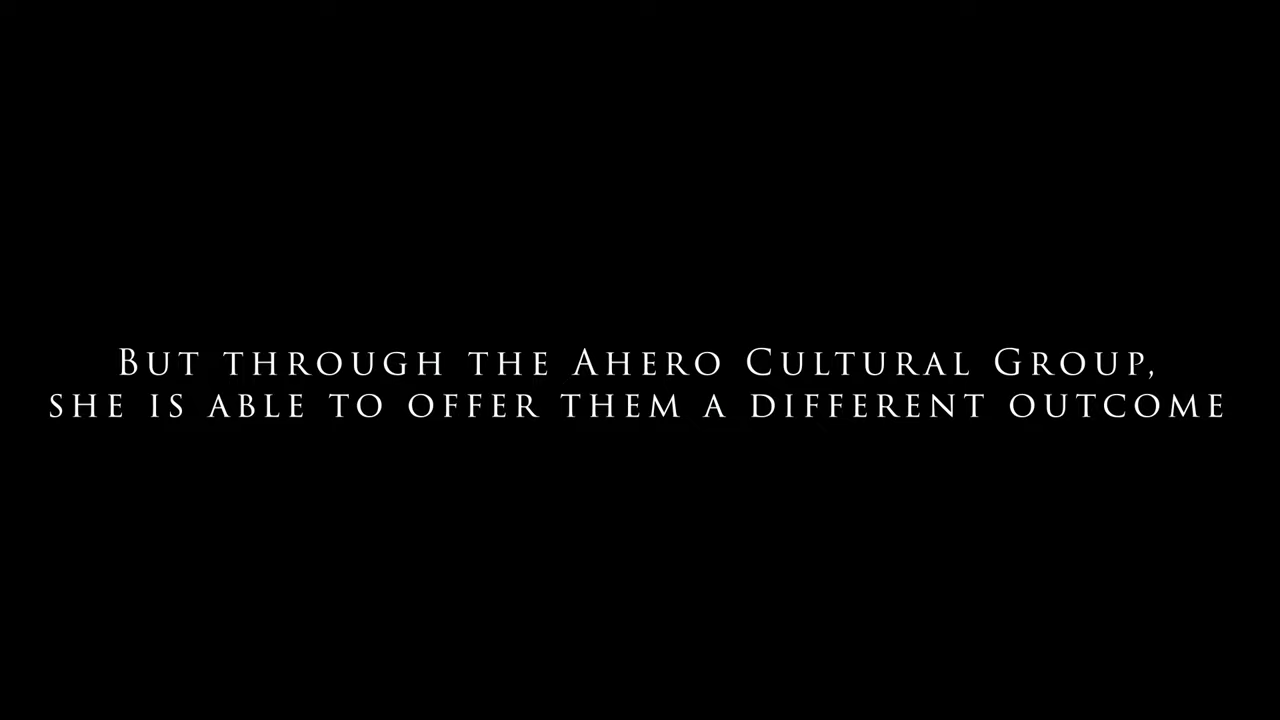 But through the Ahero Cultural Group,
she is able to offer them a different outcome